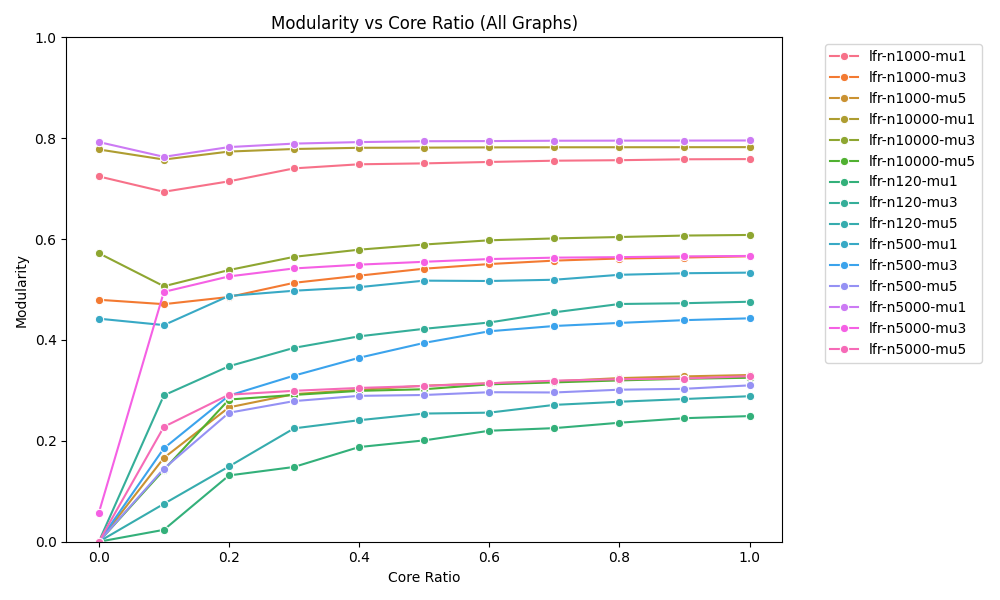 Modularity vs Core Ratio (All Graphs)
1.0
0.8
0.6
0.4
0.2
0.0
Modularity
0.0 0.2 0.4 0.6 0.8 1.0
Core Ratio
lfr-n1000-mu1
lfr-n1000-mu3
lfr-n1000-mu5
lfr-n10000-mu1
lfr-n10000-mu3
lfr-n10000-mu5
lfr-n120-mu1
lfr-n120-mu3
lfr-n120-mu5
lfr-n500-mu1
lfr-n500-mu3
lfr-n500-mu5
lfr-n5000-mu1
lfr-n5000-mu3
lfr-n5000-mu5